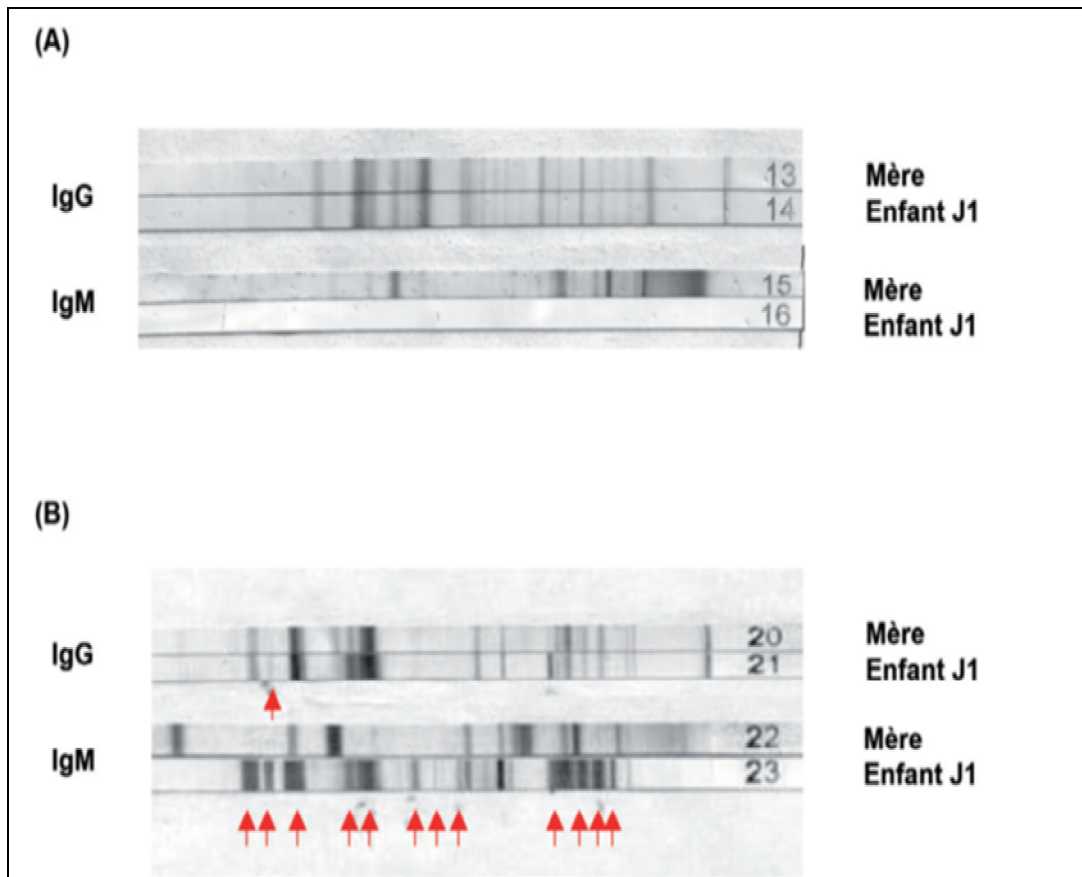 (A)
IgG
13
14
Mère
Enfant J1
IgM
15
16
Mère
Enfant J1
(B)
IgG
20
21
Mère
Enfant J1
IgM
22
23
Mère
Enfant J1